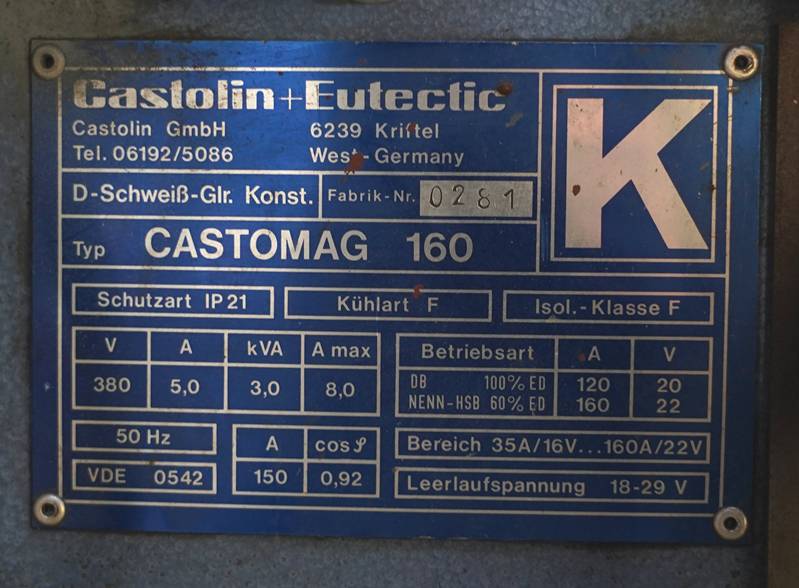 Castolin+Eutectic
Castolin GmbH 6239 Kriftel
Tel. 06192/5086 West-Germany
K
D-Schweiß-Glr. Konst. Fabrik-Nr. 0281
Typ CASTOMAG 160
Schutzart IP21 Kühlart F Isol.-Klasse F
V A kVA A max Betriebsart A V
380 5,0 3,0 8,0 DB 100% ED 120 20
NENN-HSB 60% ED 160 22
50 Hz A cos φ Bereich 35A/16V...160A/22V
VDE 0542 150 0,92 Leerlaufspannung 18-29 V